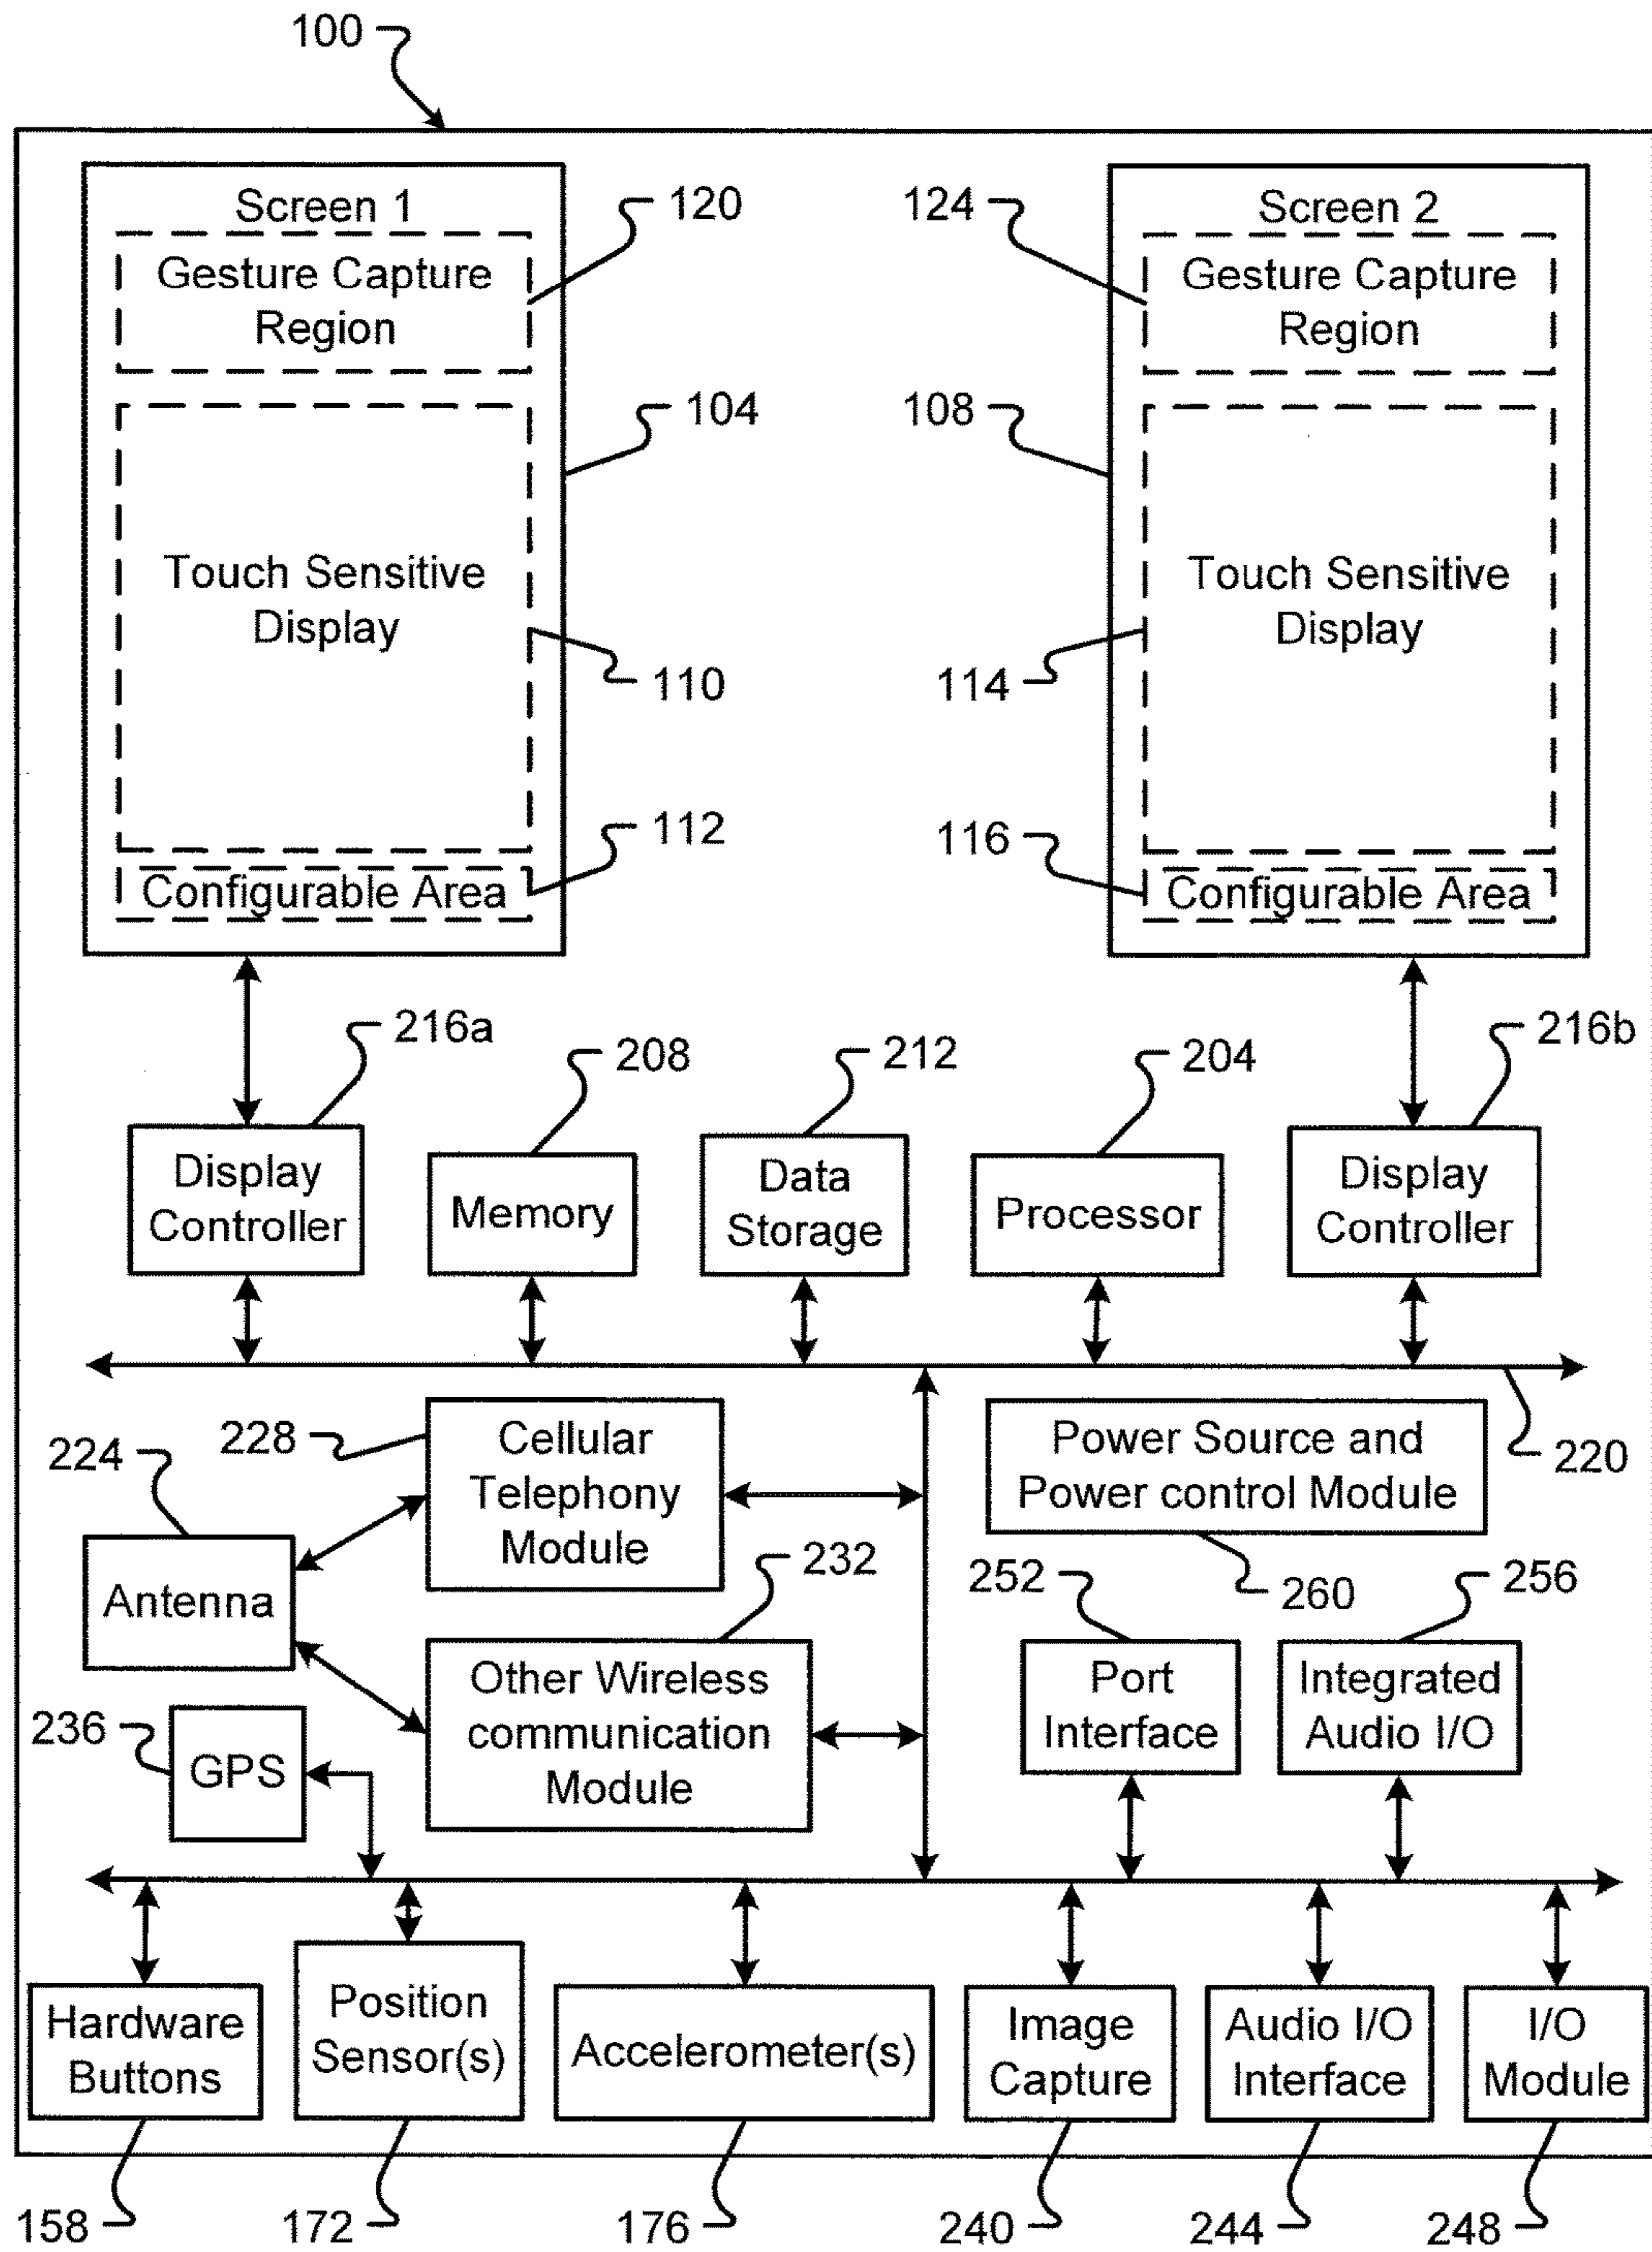 100
Screen 1
120
124
Screen 2
Gesture Capture
Region
Gesture Capture
Region
104
108
Touch Sensitive
Display
Touch Sensitive
Display
110
114
112
116
Configurable Area
Configurable Area
216a
208
212
204
216b
Display
Controller
Memory
Data
Storage
Processor
Display
Controller
228
Cellular
Telephony
Module
Power Source and
Power control Module
220
224
Antenna
232
252
260
256
Other Wireless
communication
Module
Port
Interface
Integrated
Audio I/O
236
GPS
Hardware
Buttons
Position
Sensor(s)
Accelerometer(s)
Image
Capture
Audio I/O
Interface
I/O
Module
158
172
176
240
244
248